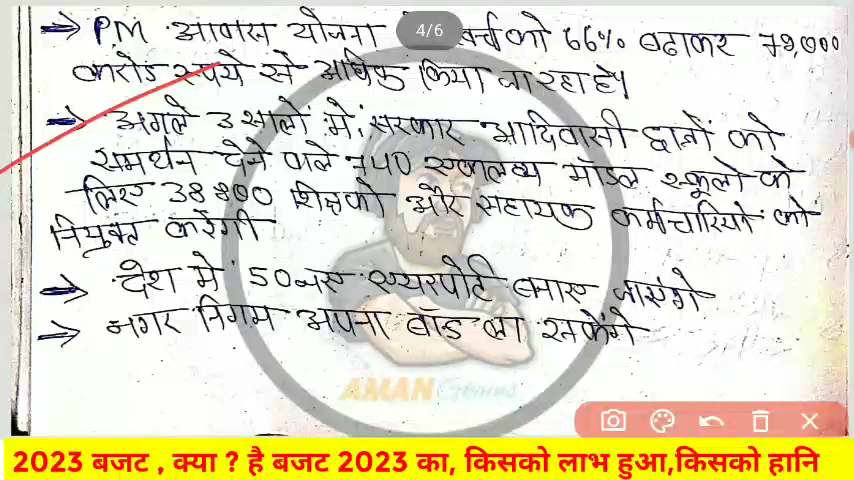 → PM आवास योजना खर्च को 66% बढाकर 79,000
4/6
करोड रुपये से अधिक किया जा रहा है।
→ अगले 3 सालों में, सरकार आदिवासी छात्रों को
समर्थन देने वाले 740 एकलव्य मॉडल स्कूलों के
लिए 38800 शिक्षकों और सहायक कर्मचारियों को
नियुक्त करेगी
→ देश में 50 नए एयरपोर्ट बनाए जाएंगे
→ नगर निगम अपना बॉंड ला सकेंगे
AMAN Genus
2023 बजट , क्या ? है बजट 2023 का, किसको लाभ हुआ,किसको हानि